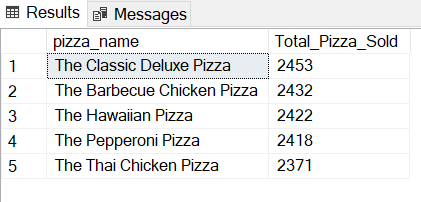 Results Messages
pizza_name Total_Pizza_Sold
1 The Classic Deluxe Pizza 2453
2 The Barbecue Chicken Pizza 2432
3 The Hawaiian Pizza 2422
4 The Pepperoni Pizza 2418
5 The Thai Chicken Pizza 2371